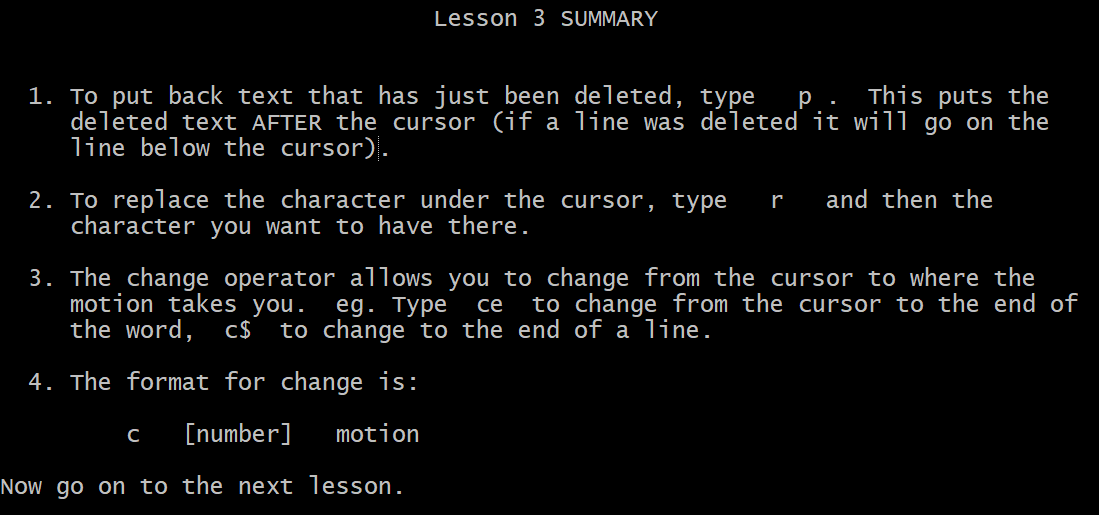 Lesson 3 SUMMARY
1. To put back text that has just been deleted, type   p .  This puts the
deleted text AFTER the cursor (if a line was deleted it will go on the
line below the cursor).
2. To replace the character under the cursor, type   r   and then the
character you want to have there.
3. The change operator allows you to change from the cursor to where the
motion takes you.  eg. Type  ce  to change from the cursor to the end of
the word,  c$  to change to the end of a line.
4. The format for change is:
c   [number]   motion
Now go on to the next lesson.